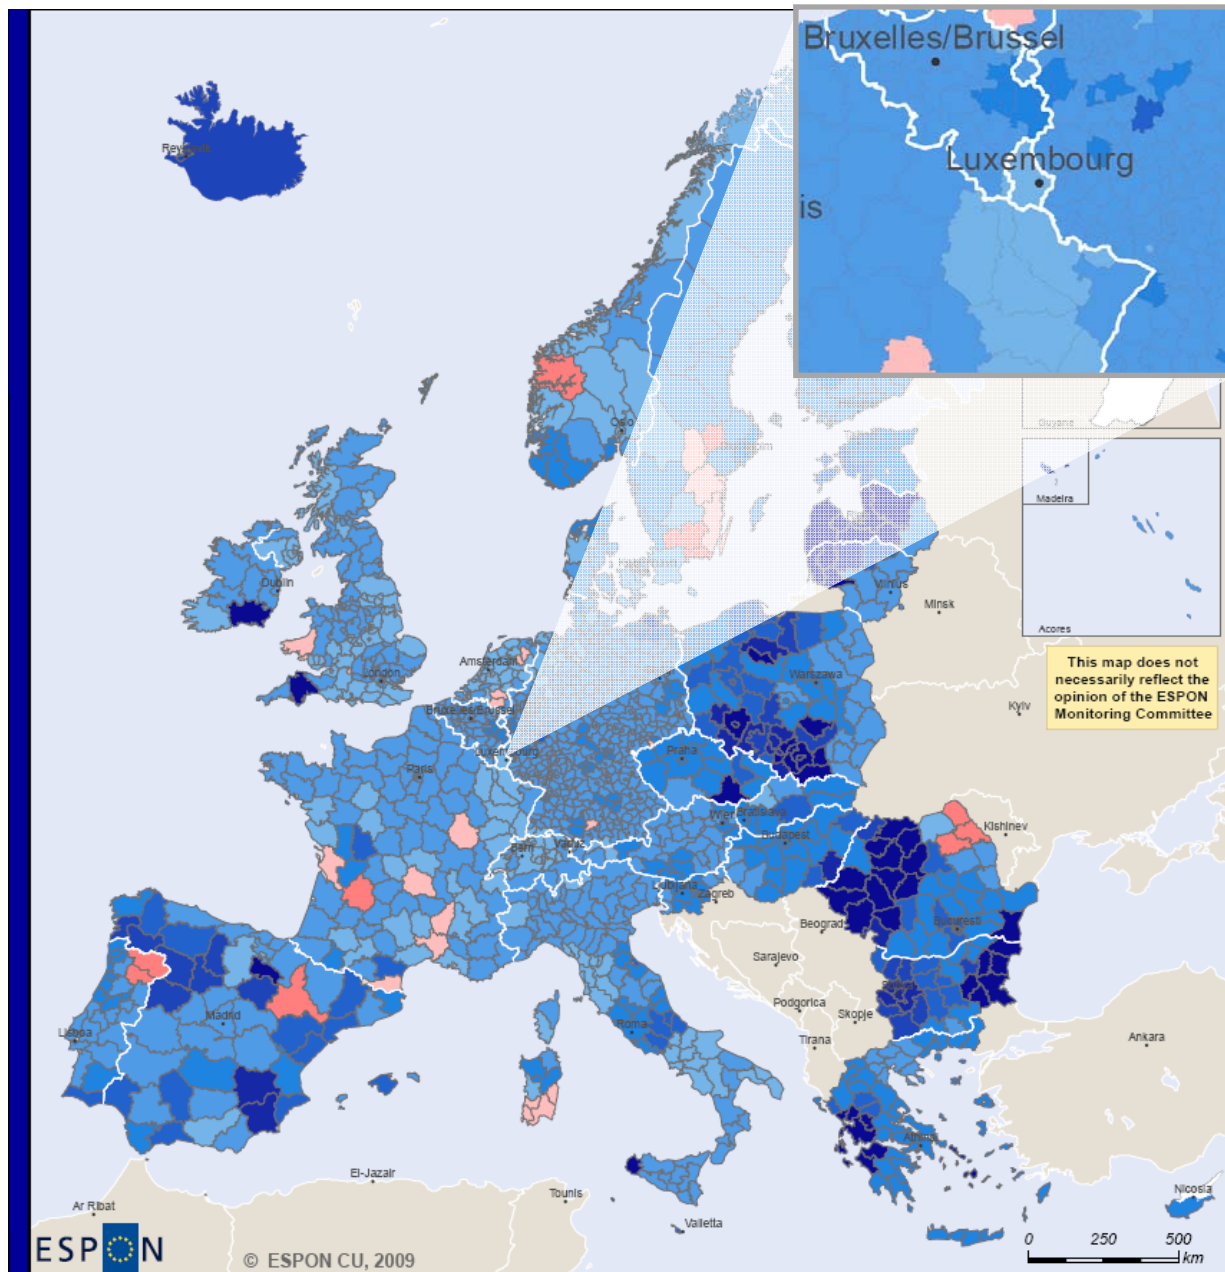 Bruxelles/Brussel
Luxembourg
is
Reykjavik
Oslo
Guyane
Madeira
Acores
This map does not
necessarily reflect the
opinion of the ESPON
Monitoring Committee
Dublin
London
Amsterdam
Bruxelles/Brussel
Luxembourg
Paris
Vilnius
Minsk
Warszawa
Kyiv
Praha
Wien
Bratislava
Budapest
Kishinev
Bern
Vaduz
Ljubljana
Zagreb
Beograd
Bucuresti
Sarajevo
Sofia
Podgorica
Skopje
Tirana
Roma
Madrid
Lisboa
Ankara
Athinai
El-Jazair
Tounis
Ar Ribat
Valletta
Nicosia
ESPON
© ESPON CU, 2009
0 250 500
km